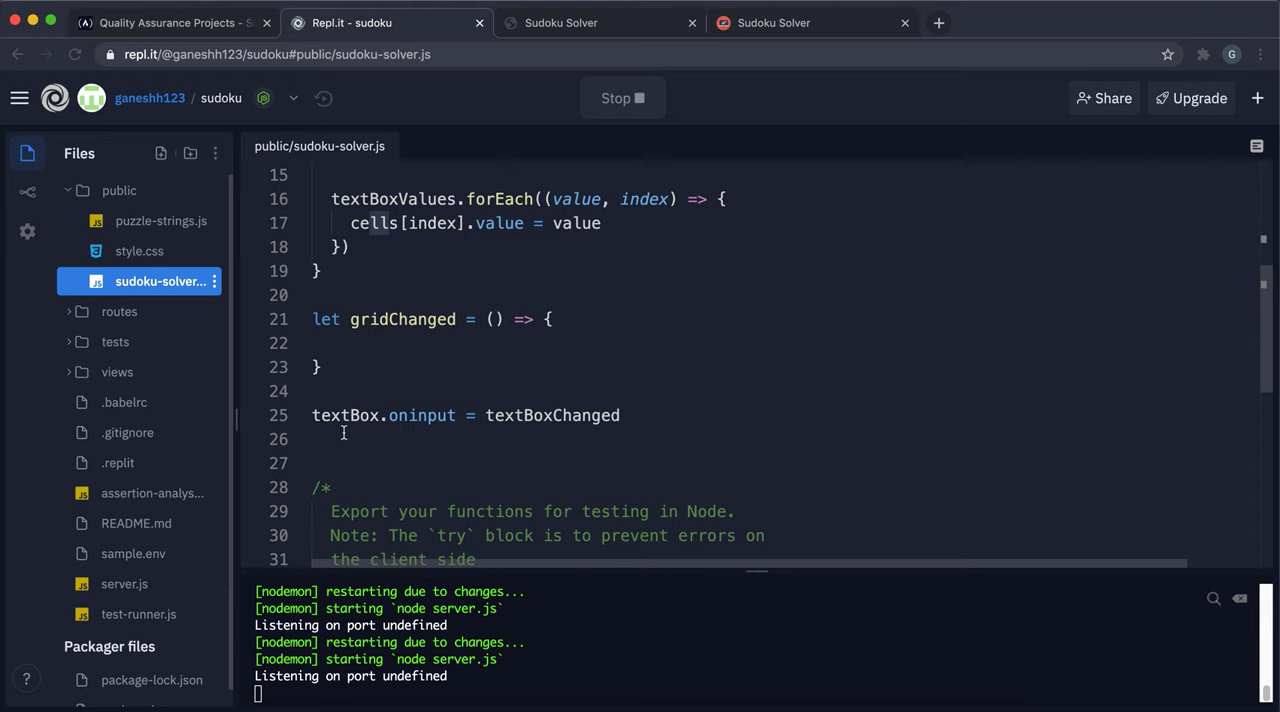 Quality Assurance Projects - S
Repl.it - sudoku
Sudoku Solver
Sudoku Solver
repl.it/@ganeshh123/sudoku#public/sudoku-solver.js
G
ganeshh123 / sudoku
Stop
Share
Upgrade
Files
public/sudoku-solver.js
public
puzzle-strings.js
style.css
sudoku-solver...
routes
tests
views
.babelrc
.gitignore
.replit
assertion-analys...
README.md
sample.env
server.js
test-runner.js
Packager files
package-lock.json
15
16 textBoxValues.forEach((value, index) => {
17 cells[index].value = value
18 })
19 }
20
21 let gridChanged = () => {
22
23 }
24
25 textBox.oninput = textBoxChanged
26
27
28 /*
29 Export your functions for testing in Node.
30 Note: The `try` block is to prevent errors on
31 the client side
[nodemon] restarting due to changes...
[nodemon] starting `node server.js`
Listening on port undefined
[nodemon] restarting due to changes...
[nodemon] starting `node server.js`
Listening on port undefined